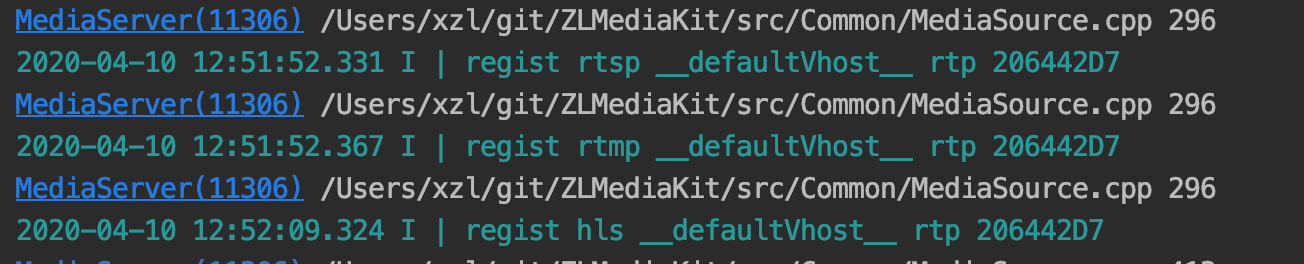 MediaServer(11306) /Users/xzl/git/ZLMediaKit/src/Common/MediaSource.cpp 296
2020-04-10 12:51:52.331 I | regist rtsp __defaultVhost__ rtp 206442D7
MediaServer(11306) /Users/xzl/git/ZLMediaKit/src/Common/MediaSource.cpp 296
2020-04-10 12:51:52.367 I | regist rtmp __defaultVhost__ rtp 206442D7
MediaServer(11306) /Users/xzl/git/ZLMediaKit/src/Common/MediaSource.cpp 296
2020-04-10 12:52:09.324 I | regist hls __defaultVhost__ rtp 206442D7